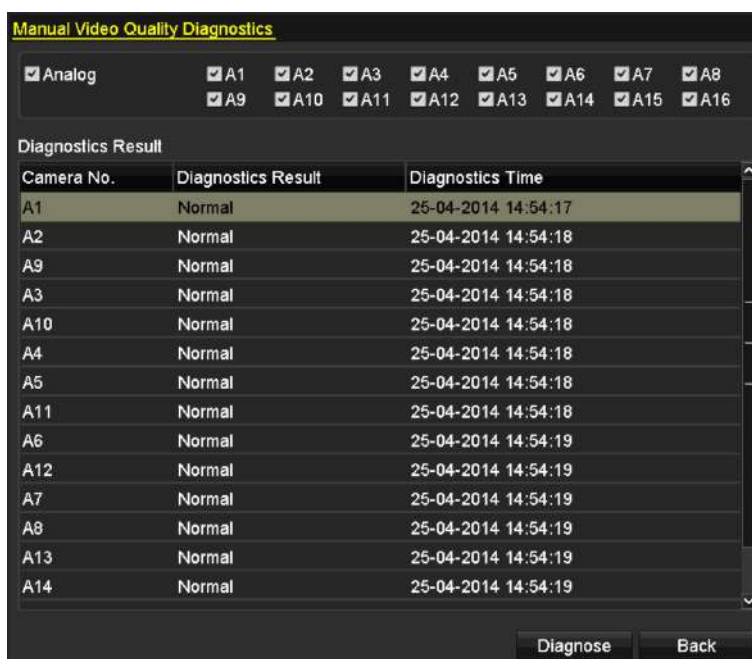 Manual Video Quality Diagnostics
Analog A1 A2 A3 A4 A5 A6 A7 A8
A9 A10 A11 A12 A13 A14 A15 A16
Diagnostics Result
Camera No. Diagnostics Result Diagnostics Time
A1 Normal 25-04-2014 14:54:17
A2 Normal 25-04-2014 14:54:18
A9 Normal 25-04-2014 14:54:18
A3 Normal 25-04-2014 14:54:18
A10 Normal 25-04-2014 14:54:18
A4 Normal 25-04-2014 14:54:18
A5 Normal 25-04-2014 14:54:18
A11 Normal 25-04-2014 14:54:18
A6 Normal 25-04-2014 14:54:19
A12 Normal 25-04-2014 14:54:19
A7 Normal 25-04-2014 14:54:19
A8 Normal 25-04-2014 14:54:19
A13 Normal 25-04-2014 14:54:19
A14 Normal 25-04-2014 14:54:19
Diagnose Back